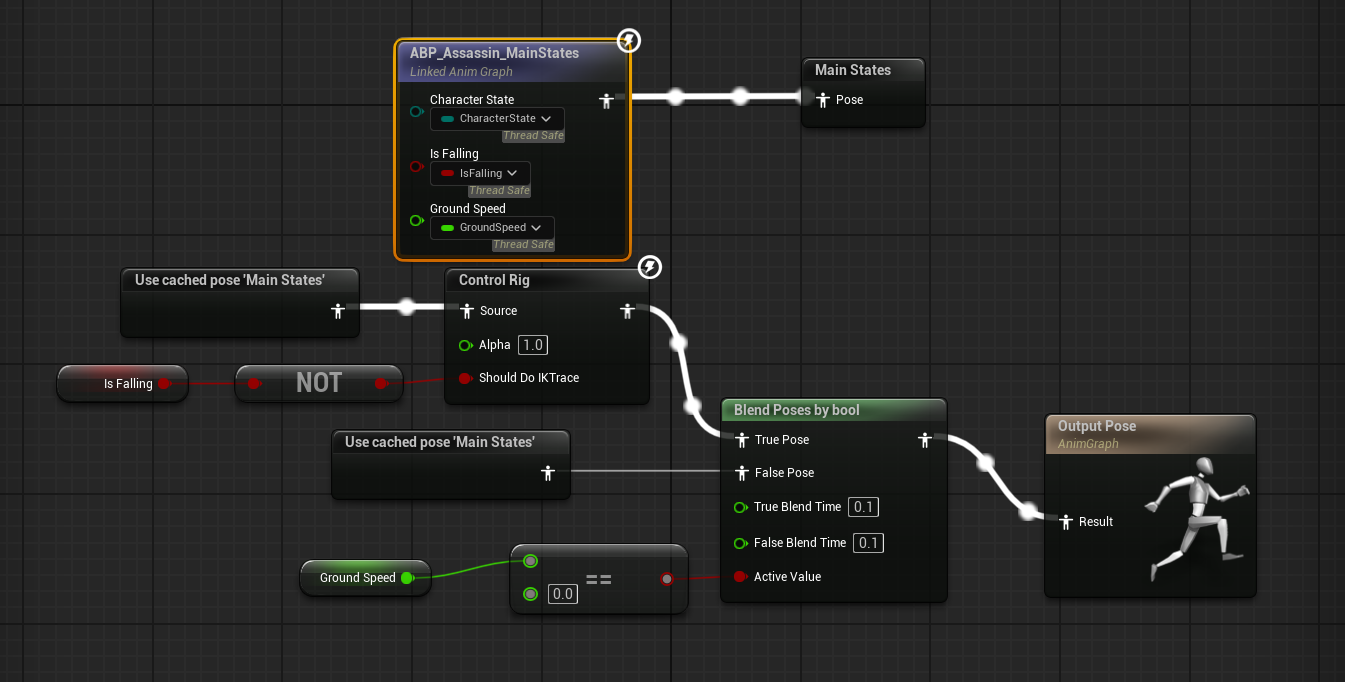 ABP_Assassin_MainStates
Linked Anim Graph
Character State
CharacterState
Thread Safe
Is Falling
IsFalling
Thread Safe
Ground Speed
GroundSpeed
Thread Safe
Main States
Pose
Use cached pose 'Main States'
Control Rig
Source
Alpha 1.0
Should Do IKTrace
Is Falling
NOT
Use cached pose 'Main States'
Blend Poses by bool
True Pose
False Pose
True Blend Time 0.1
False Blend Time 0.1
Active Value
Ground Speed
==
0.0
Output Pose
AnimGraph
Result